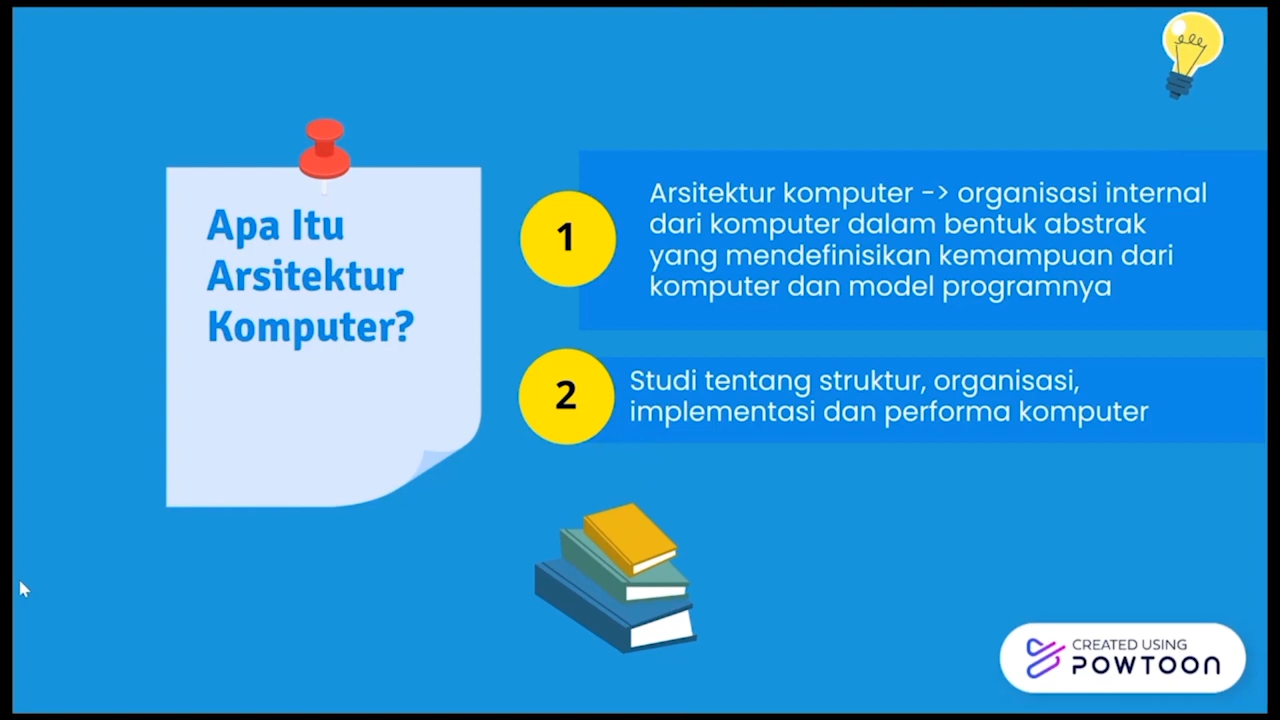 Apa Itu
Arsitektur
Komputer?
1
Arsitektur komputer -> organisasi internal
dari komputer dalam bentuk abstrak
yang mendefinisikan kemampuan dari
komputer dan model programnya
2
Studi tentang struktur, organisasi,
implementasi dan performa komputer
CREATED USING
POWTOON